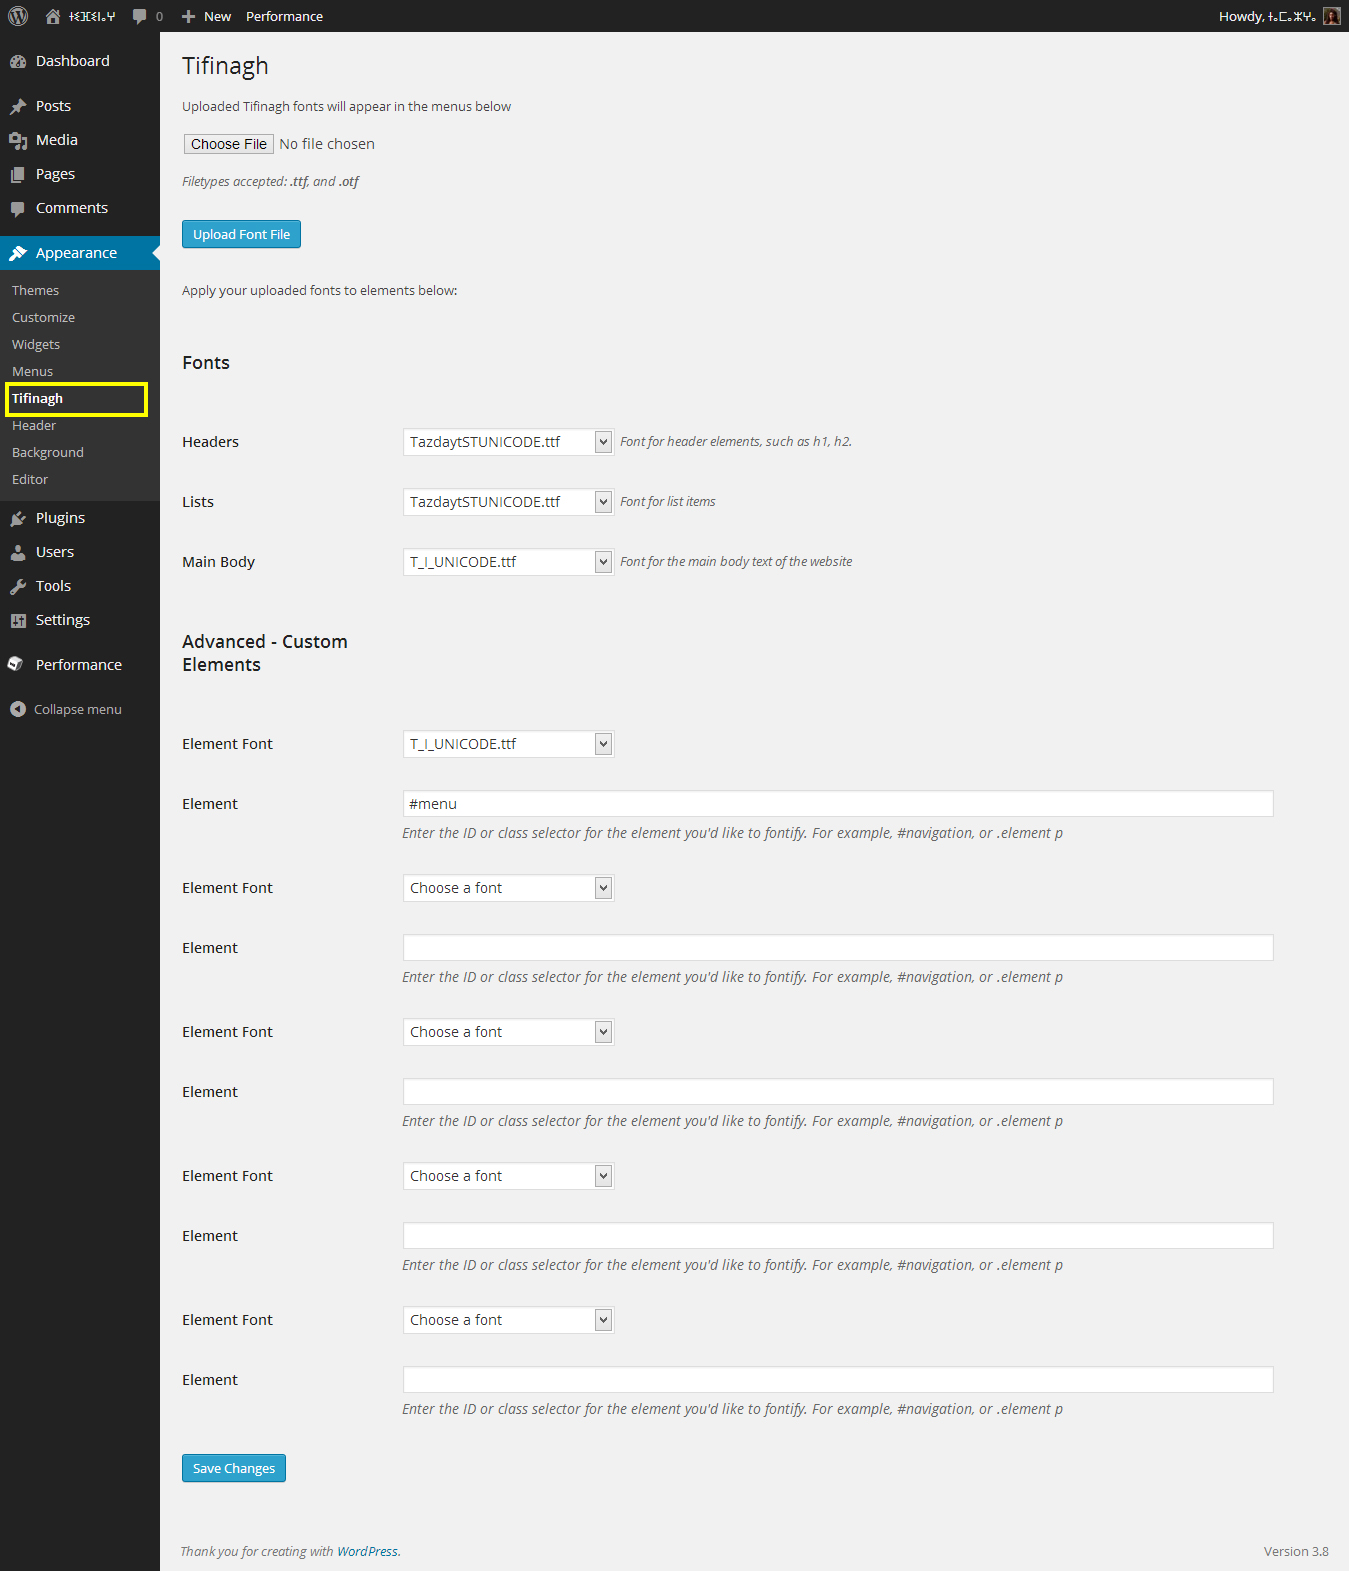 ⵜⵉⴼⵉⵏⴰⵖ
0
New
Performance
Howdy, ⵜⴰⵎⴰⵣⵖⴰ
Dashboard
Posts
Media
Pages
Comments
Appearance
Themes
Customize
Widgets
Menus
Tifinagh
Header
Background
Editor
Plugins
Users
Tools
Settings
Performance
Collapse menu
Tifinagh
Uploaded Tifinagh fonts will appear in the menus below
Choose File No file chosen
Filetypes accepted: .ttf, and .otf
Upload Font File
Apply your uploaded fonts to elements below:
Fonts
Headers TazdaytSTUNICODE.ttf Font for header elements, such as h1, h2.
Lists TazdaytSTUNICODE.ttf Font for list items
Main Body T_I_UNICODE.ttf Font for the main body text of the website
Advanced - Custom
Elements
Element Font T_I_UNICODE.ttf
Element #menu
Enter the ID or class selector for the element you'd like to fontify. For example, #navigation, or .element p
Element Font Choose a font
Element
Enter the ID or class selector for the element you'd like to fontify. For example, #navigation, or .element p
Element Font Choose a font
Element
Enter the ID or class selector for the element you'd like to fontify. For example, #navigation, or .element p
Element Font Choose a font
Element
Enter the ID or class selector for the element you'd like to fontify. For example, #navigation, or .element p
Element Font Choose a font
Element
Enter the ID or class selector for the element you'd like to fontify. For example, #navigation, or .element p
Save Changes
Thank you for creating with WordPress.
Version 3.8